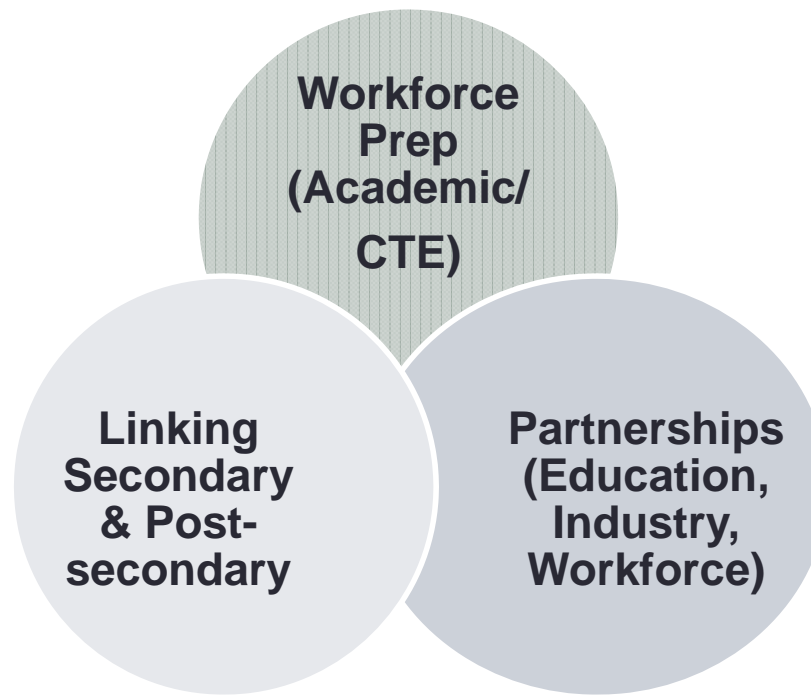 Workforce
Prep
(Academic/
CTE)
Linking
Secondary
& Post-
secondary
Partnerships
(Education,
Industry,
Workforce)